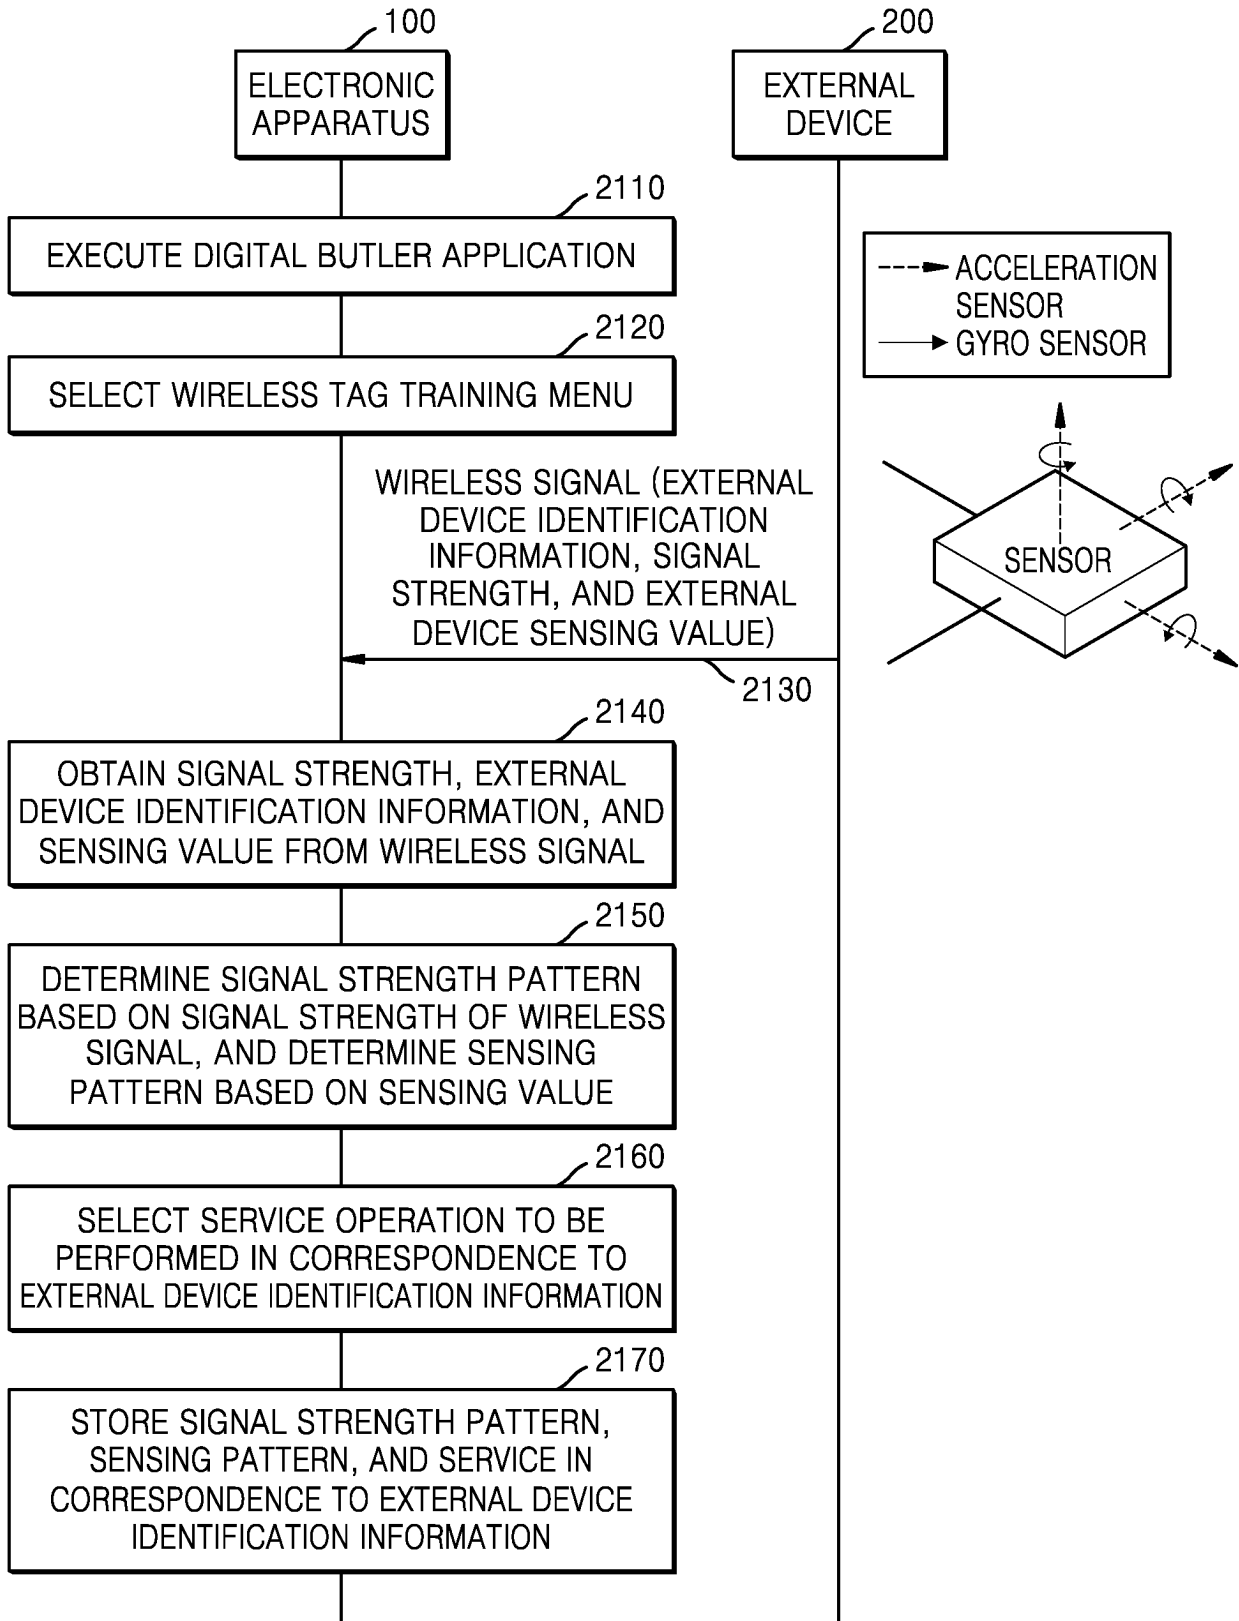 100
ELECTRONIC
APPARATUS
200
EXTERNAL
DEVICE
2110
EXECUTE DIGITAL BUTLER APPLICATION
2120
SELECT WIRELESS TAG TRAINING MENU
ACCELERATION
SENSOR
GYRO SENSOR
SENSOR
WIRELESS SIGNAL (EXTERNAL
DEVICE IDENTIFICATION
INFORMATION, SIGNAL
STRENGTH, AND EXTERNAL
DEVICE SENSING VALUE)
2130
2140
OBTAIN SIGNAL STRENGTH, EXTERNAL
DEVICE IDENTIFICATION INFORMATION, AND
SENSING VALUE FROM WIRELESS SIGNAL
2150
DETERMINE SIGNAL STRENGTH PATTERN
BASED ON SIGNAL STRENGTH OF WIRELESS
SIGNAL, AND DETERMINE SENSING
PATTERN BASED ON SENSING VALUE
2160
SELECT SERVICE OPERATION TO BE
PERFORMED IN CORRESPONDENCE TO
EXTERNAL DEVICE IDENTIFICATION INFORMATION
2170
STORE SIGNAL STRENGTH PATTERN,
SENSING PATTERN, AND SERVICE IN
CORRESPONDENCE TO EXTERNAL DEVICE
IDENTIFICATION INFORMATION